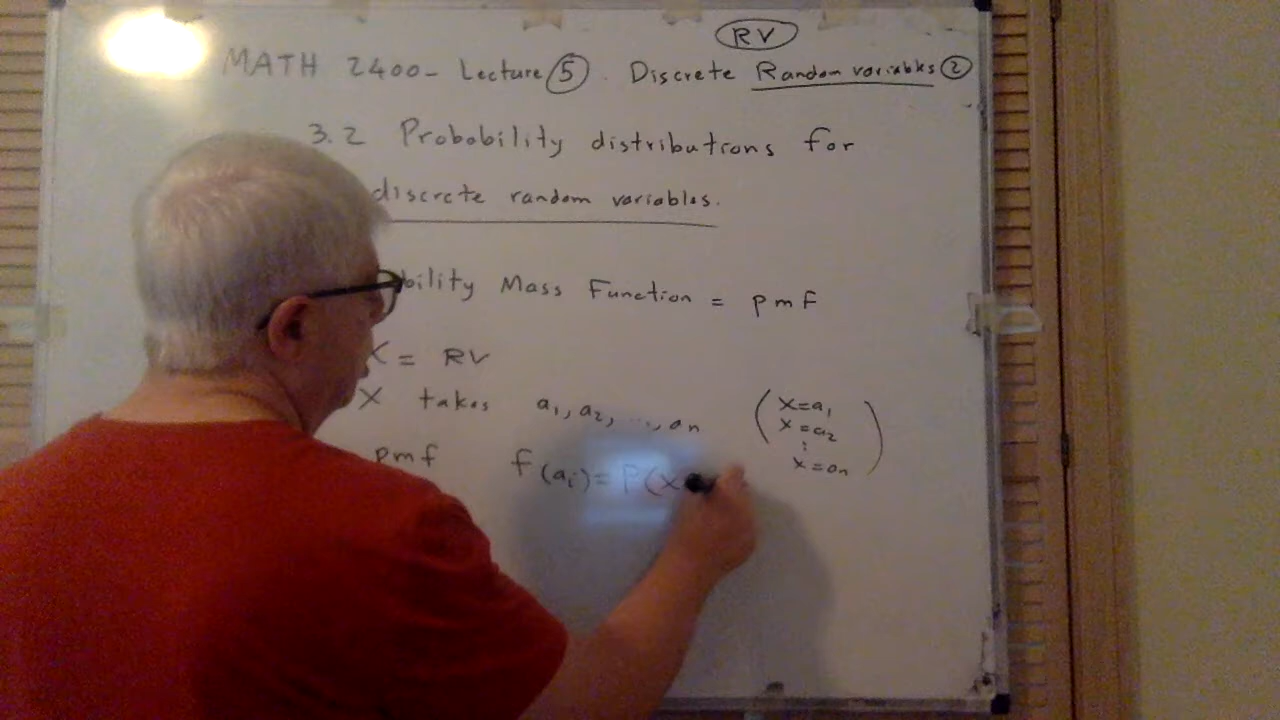 RV
MATH 2400- Lecture 5. Discrete Random variables 2
3.2 Probability distributions for
discrete random variables.
bility Mass Function = pmf
X = RV
X takes a1, a2, ..., an
(x=a1
x=a2
⋮
x=an)
pmf f(ai)= P(x